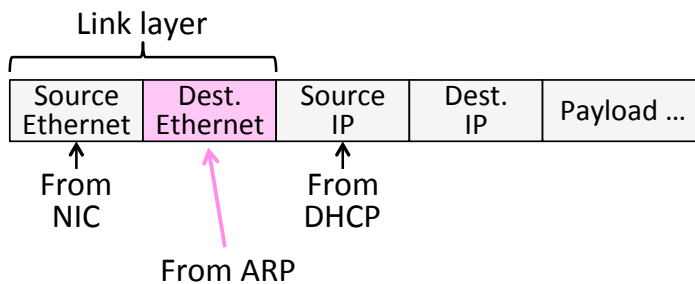 Link layer
Source Ethernet
Dest. Ethernet
Source IP
Dest. IP
Payload …
From NIC
From DHCP
From ARP